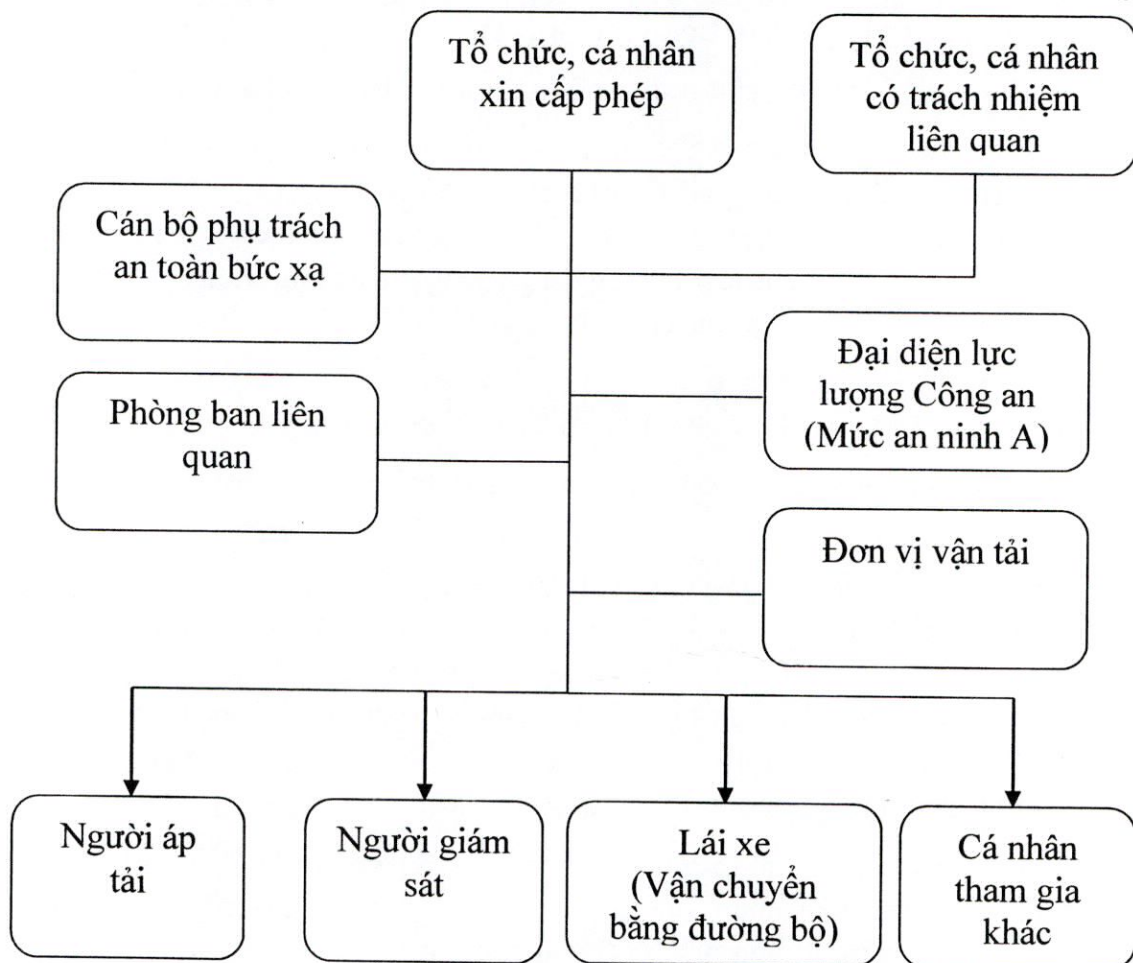 Tổ chức, cá nhân
xin cấp phép
Tổ chức, cá nhân
có trách nhiệm
liên quan
Cán bộ phụ trách
an toàn bức xạ
Đại diện lực
lượng Công an
(Mức an ninh A)
Phòng ban liên
quan
Đơn vị vận tải
Người áp
tải
Người giám
sát
Lái xe
(Vận chuyển
bằng đường bộ)
Cá nhân
tham gia
khác